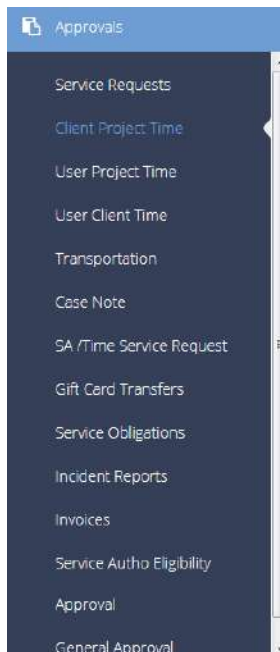 Approvals
Service Requests
Client Project Time
User Project Time
User Client Time
Transportation
Case Note
SA /Time Service Request
Gift Card Transfers
Service Obligations
Incident Reports
Invoices
Service Autho Eligibility
Approval
General Approval